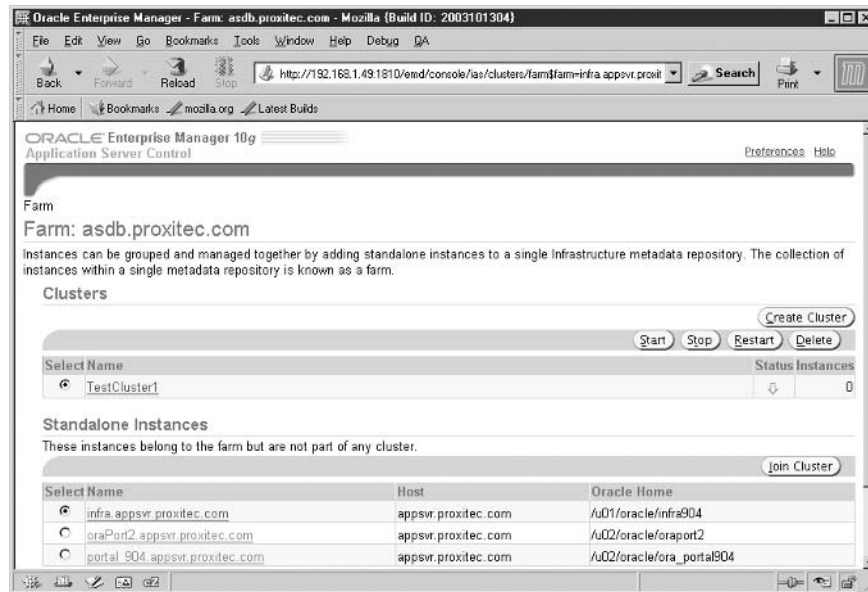 Oracle Enterprise Manager - Farm: asdb.proxitec.com - Mozilla {Build ID: 2003101304}
File Edit View Go Bookmarks Tools Window Help Debug QA
Back Forward Reload Stop http://192.168.1.49:1810/emd/console/ias/clusters/farm$farm=infra.appsvr.proxit Search Print
Home Bookmarks mozilla.org Latest Builds
ORACLE Enterprise Manager 10g
Application Server Control Preferences Help
Farm
Farm: asdb.proxitec.com
Instances can be grouped and managed together by adding standalone instances to a single Infrastructure metadata repository. The collection of
instances within a single metadata repository is known as a farm.
Clusters
Create Cluster
Start Stop Restart Delete
Select Name Status Instances
TestCluster1 0
Standalone Instances
These instances belong to the farm but are not part of any cluster.
Join Cluster
Select Name Host Oracle Home
infra.appsvr.proxitec.com appsvr.proxitec.com /u01/oracle/infra904
oraPort2.appsvr.proxitec.com appsvr.proxitec.com /u02/oracle/oraport2
portal_904.appsvr.proxitec.com appsvr.proxitec.com /u02/oracle/ora_portal904